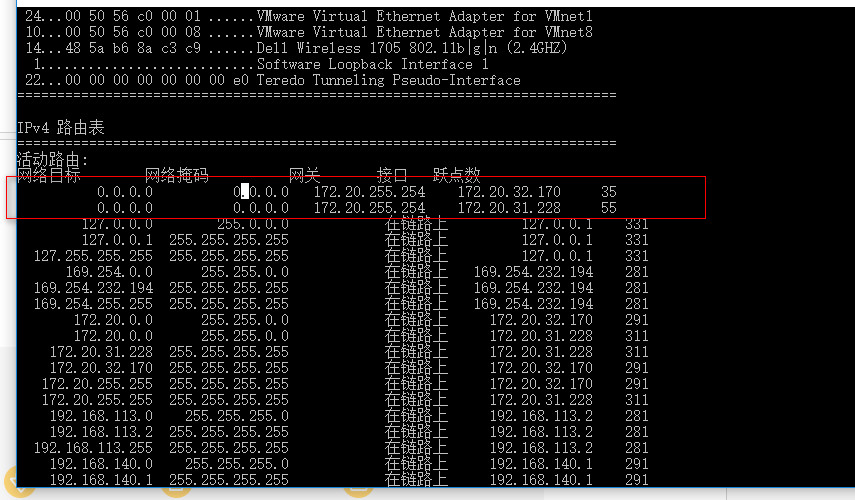 24...00 50 56 c0 00 01 ......VMware Virtual Ethernet Adapter for VMnet1
10...00 50 56 c0 00 08 ......VMware Virtual Ethernet Adapter for VMnet8
14...48 5a b6 8a c3 c9 ......Dell Wireless 1705 802.11b|g|n (2.4GHZ)
1...........................Software Loopback Interface 1
22...00 00 00 00 00 00 00 e0 Teredo Tunneling Pseudo-Interface
===========================================================================
IPv4 路由表
===========================================================================
活动路由:
网络目标 网络掩码 网关 接口 跃点数
0.0.0.0 0.0.0.0 172.20.255.254 172.20.32.170 35
0.0.0.0 0.0.0.0 172.20.255.254 172.20.31.228 55
127.0.0.0 255.0.0.0 在链路上 127.0.0.1 331
127.0.0.1 255.255.255.255 在链路上 127.0.0.1 331
127.255.255.255 255.255.255.255 在链路上 127.0.0.1 331
169.254.0.0 255.255.0.0 在链路上 169.254.232.194 281
169.254.232.194 255.255.255.255 在链路上 169.254.232.194 281
169.254.255.255 255.255.255.255 在链路上 169.254.232.194 281
172.20.0.0 255.255.0.0 在链路上 172.20.32.170 291
172.20.0.0 255.255.0.0 在链路上 172.20.31.228 311
172.20.31.228 255.255.255.255 在链路上 172.20.31.228 311
172.20.32.170 255.255.255.255 在链路上 172.20.32.170 291
172.20.255.255 255.255.255.255 在链路上 172.20.32.170 291
172.20.255.255 255.255.255.255 在链路上 172.20.31.228 311
192.168.113.0 255.255.255.0 在链路上 192.168.113.2 281
192.168.113.2 255.255.255.255 在链路上 192.168.113.2 281
192.168.113.255 255.255.255.255 在链路上 192.168.113.2 281
192.168.140.0 255.255.255.0 在链路上 192.168.140.1 291
192.168.140.1 255.255.255.255 在链路上 192.168.140.1 291